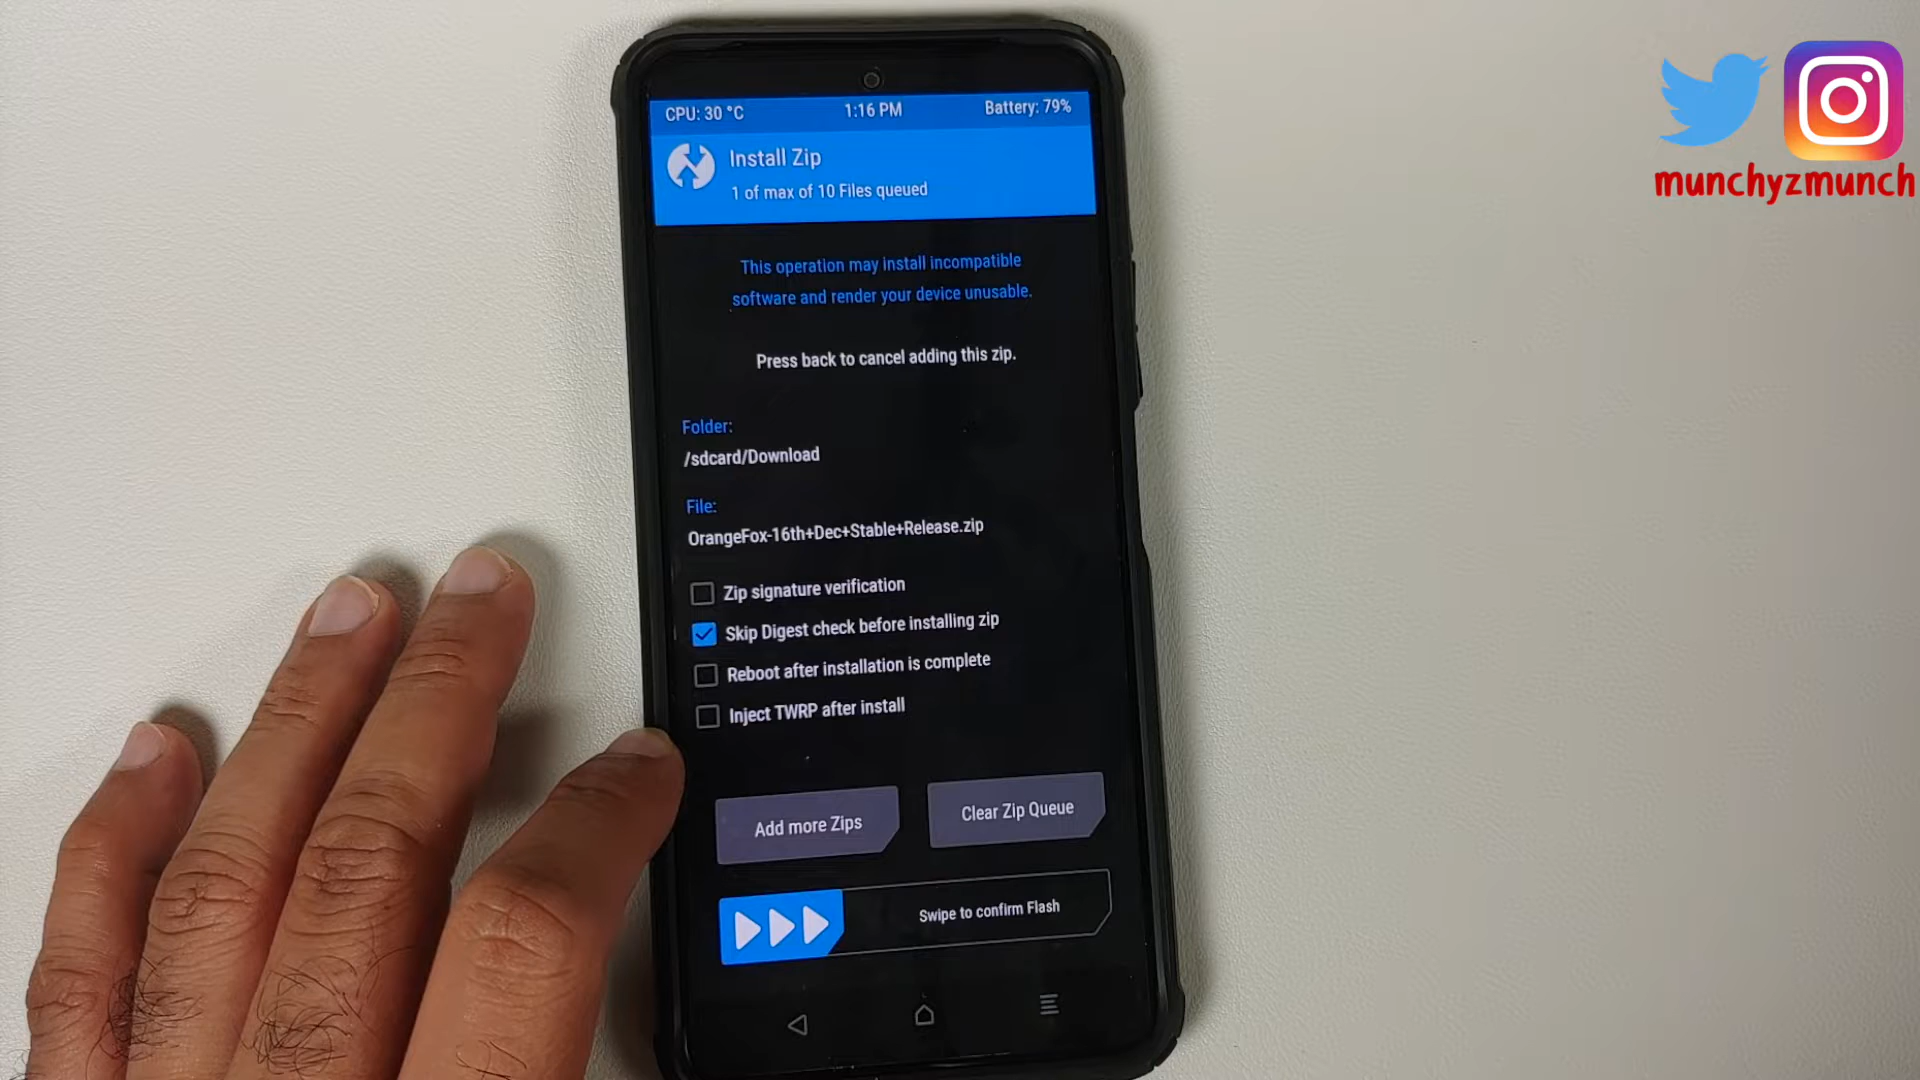 CPU: 30 °C 1:16 PM Battery: 79%
Install Zip
1 of max of 10 Files queued
This operation may install incompatible
software and render your device unusable.
Press back to cancel adding this zip.
Folder:
/sdcard/Download
File:
OrangeFox-16th+Dec+Stable+Release.zip
Zip signature verification
Skip Digest check before installing zip
Reboot after installation is complete
Inject TWRP after install
Add more Zips Clear Zip Queue
Swipe to confirm Flash
munchyzmunch